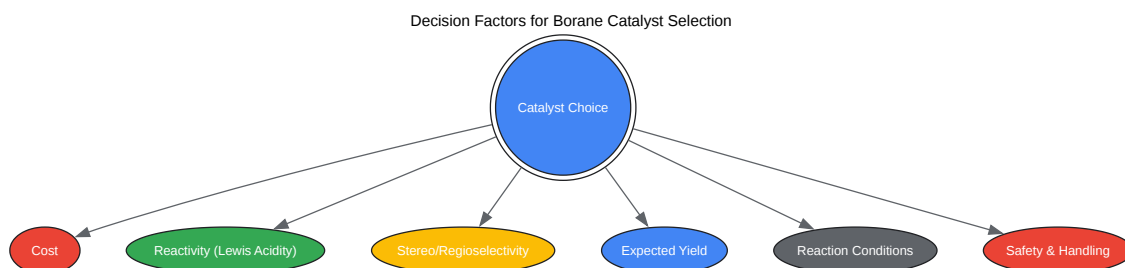 Decision Factors for Borane Catalyst Selection
Catalyst Choice
Cost
Reactivity (Lewis Acidity)
Stereo/Regioselectivity
Expected Yield
Reaction Conditions
Safety & Handling